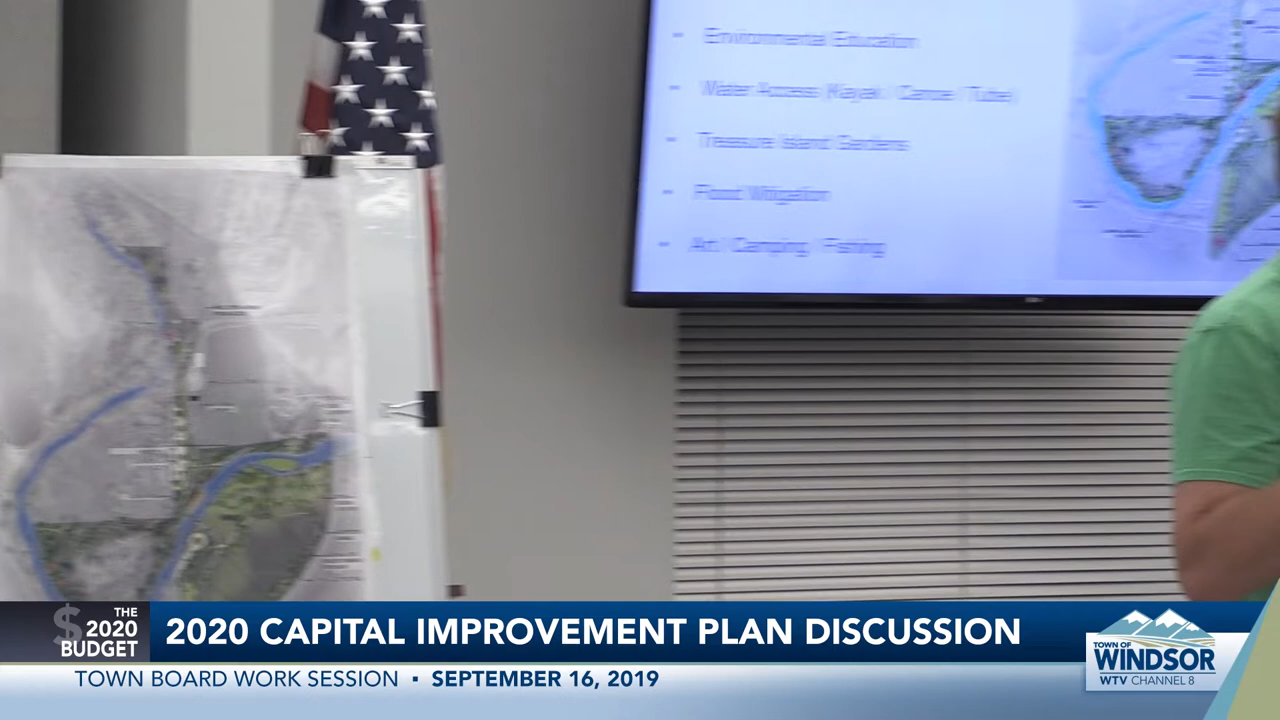 - Environmental Education
- Water Access (Kayak / Canoe / Tube)
- Treasure Island Gardens
- Flood Mitigation
- Art / Camping / Fishing
$ THE
2020
BUDGET
2020 CAPITAL IMPROVEMENT PLAN DISCUSSION
TOWN BOARD WORK SESSION ▪ SEPTEMBER 16, 2019
TOWN OF
WINDSOR
WTV CHANNEL 8